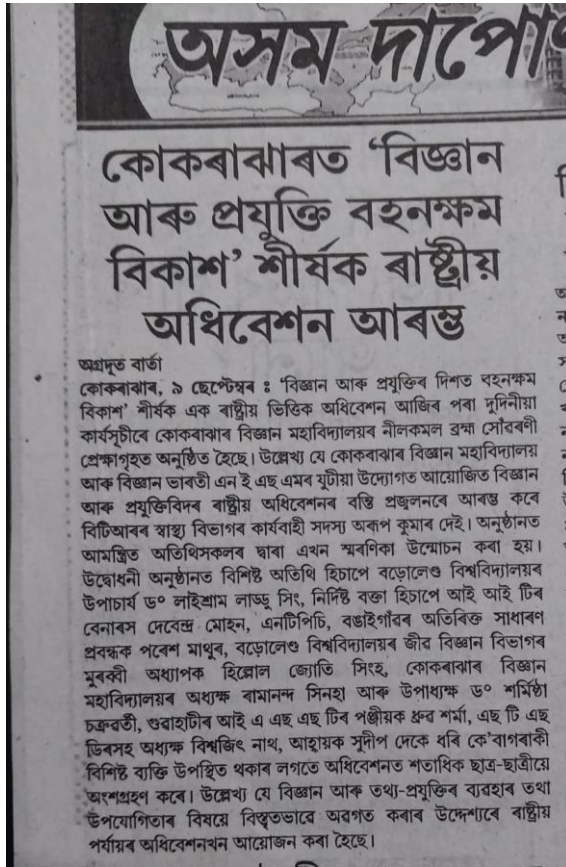 অসম দাপোণ
কোকৰাঝাৰত ‘বিজ্ঞান
আৰু প্ৰযুক্তি বহনক্ষম
বিকাশ’ শীৰ্ষক ৰাষ্ট্ৰীয়
অধিবেশন আৰম্ভ
অগ্ৰদূত বাৰ্তা
কোকৰাঝাৰ, ৯ ছেপ্টেম্বৰ : ‘বিজ্ঞান আৰু প্ৰযুক্তিৰ দিশত বহনক্ষম
বিকাশ’ শীৰ্ষক এক ৰাষ্ট্ৰীয় ভিত্তিক অধিবেশন আজিৰ পৰা দুদিনীয়া
কাৰ্যসূচীৰে কোকৰাঝাৰ বিজ্ঞান মহাবিদ্যালয়ৰ নীলকমল ব্ৰহ্মা সোঁৱৰণী
প্ৰেক্ষাগৃহত অনুষ্ঠিত হৈছে। উল্লেখ্য যে কোকৰাঝাৰ বিজ্ঞান মহাবিদ্যালয়
আৰু বিজ্ঞান ভাৰতী এন ই এছ এমৰ যুটীয়া উদ্যোগত আয়োজিত বিজ্ঞান
আৰু প্ৰযুক্তিবিদৰ ৰাষ্ট্ৰীয় অধিবেশনৰ বন্তি প্ৰজ্বলনৰে আৰম্ভ কৰে
বিটিআৰৰ স্বাস্থ্য বিভাগৰ কাৰ্যবাহী সদস্য অৰূপ কুমাৰ দেই। অনুষ্ঠানত
আমন্ত্ৰিত অতিথিসকলৰ দ্বাৰা এখন স্মৰণিকা উন্মোচন কৰা হয়।
উদ্বোধনী অনুষ্ঠানত বিশিষ্ট অতিথি হিচাপে বড়োলেণ্ড বিশ্ববিদ্যালয়ৰ
উপাচাৰ্য ড০ লাইশ্ৰাম লাড্ডু সিং, নিৰ্দিষ্ট বক্তা হিচাপে আই আই টিৰ
বেনাৰস দেবেন্দ্ৰ মোহন, এনটিপিচি, বঙাইগাঁৱৰ অতিৰিক্ত সাধাৰণ
প্ৰবন্ধক পৰেশ মাথুৰ, বড়োলেণ্ড বিশ্ববিদ্যালয়ৰ জীৱ বিজ্ঞান বিভাগৰ
মুৰব্বী অধ্যাপক হিল্লোল জ্যোতি সিংহ, কোকৰাঝাৰ বিজ্ঞান
মহাবিদ্যালয়ৰ অধ্যক্ষ ৰামানন্দ সিনহা আৰু উপাধ্যক্ষ ড০ শৰ্মিষ্ঠা
চক্ৰবৰ্তী, গুৱাহাটীৰ আই এ এছ এছ টিৰ পঞ্জীয়ক ধ্ৰুৱ শৰ্মা, এছ টি এছ
ডিৰসহ অধ্যক্ষ বিশ্বজিৎ নাথ, আহ্বায়ক সুদীপ দেকে ধৰি কে’বাগৰাকী
বিশিষ্ট ব্যক্তি উপস্থিত থকাৰ লগতে অধিবেশনত শতাধিক ছাত্ৰ-ছাত্ৰীয়ে
অংশগ্ৰহণ কৰে। উল্লেখ্য যে বিজ্ঞান আৰু তথ্য-প্ৰযুক্তিৰ ব্যৱহাৰ তথা
উপযোগিতাৰ বিষয়ে বিস্তৃতভাৱে অৱগত কৰাৰ উদ্দেশ্যৰে ৰাষ্ট্ৰীয়
পৰ্যায়ৰ অধিবেশনখন আয়োজন কৰা হৈছে।